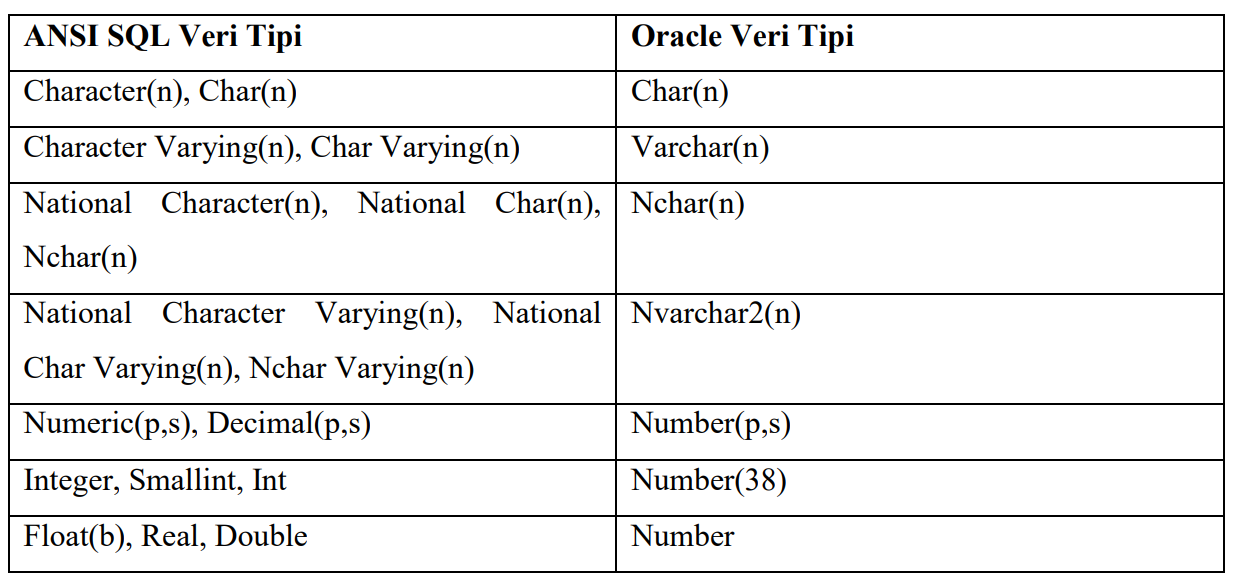 ANSI SQL Veri Tipi Oracle Veri Tipi
Character(n), Char(n) Char(n)
Character Varying(n), Char Varying(n) Varchar(n)
National Character(n), National Char(n), Nchar(n)
Nchar(n)
National Character Varying(n), National Nvarchar2(n)
Char Varying(n), Nchar Varying(n)
Numeric(p,s), Decimal(p,s) Number(p,s)
Integer, Smallint, Int Number(38)
Float(b), Real, Double Number